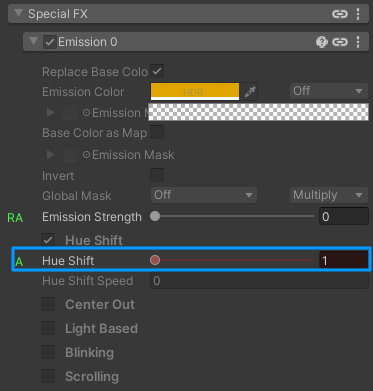 Special FX
Emission 0
Replace Base Colo
Emission Color HDR Off
Emission
Base Color as Map
Emission Mask
Invert
Global Mask Off Multiply
RA Emission Strength 0
Hue Shift
A Hue Shift 1
Hue Shift Speed 0
Center Out
Light Based
Blinking
Scrolling